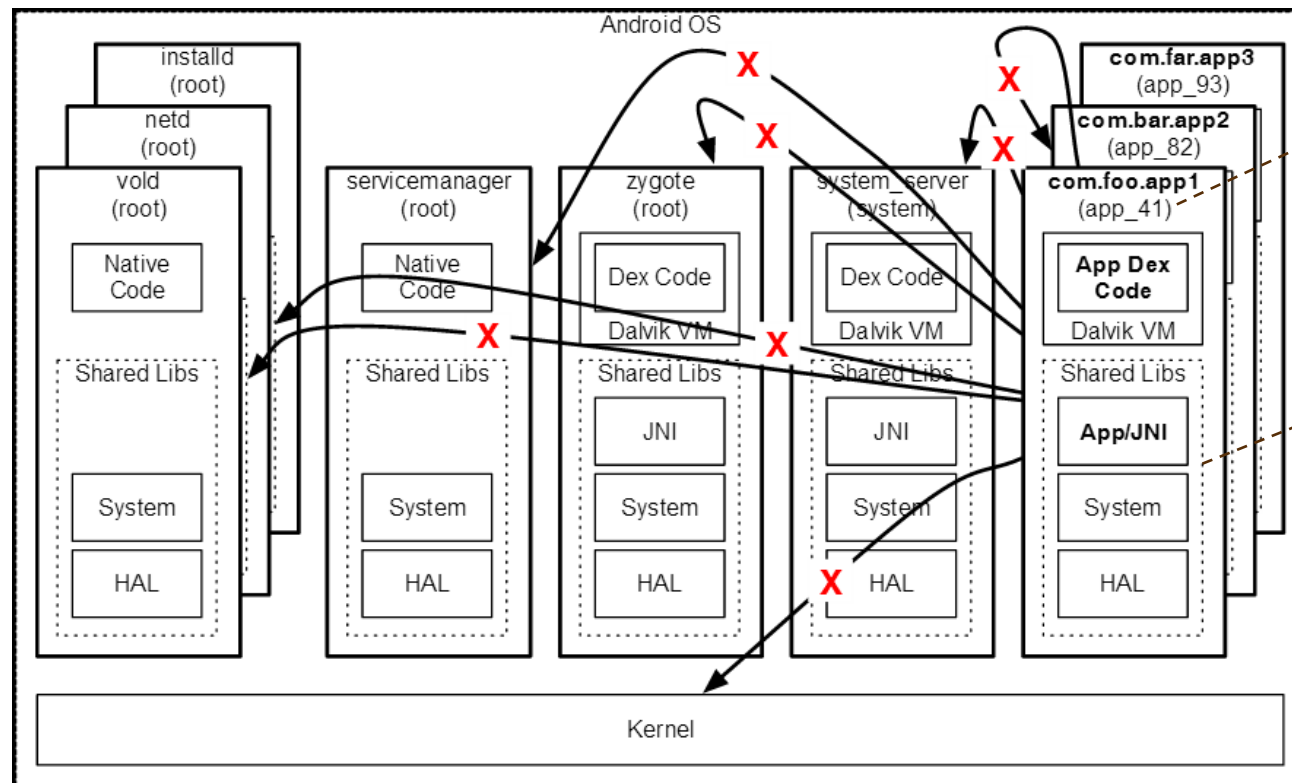 Android OS
installd
(root)
netd
(root)
vold
(root)
Native
Code
Shared Libs
System
HAL
servicemanager
(root)
Native
Code
Shared Libs
System
HAL
zygote
(root)
Dex Code
Dalvik VM
Shared Libs
JNI
System
HAL
system_server
(system)
Dex Code
Dalvik VM
Shared Libs
JNI
System
HAL
com.far.app3
(app_93)
com.bar.app2
(app_82)
com.foo.app1
(app_41)
App Dex
Code
Dalvik VM
Shared Libs
App/JNI
System
HAL
X
X
X
X
X
X
X
Kernel